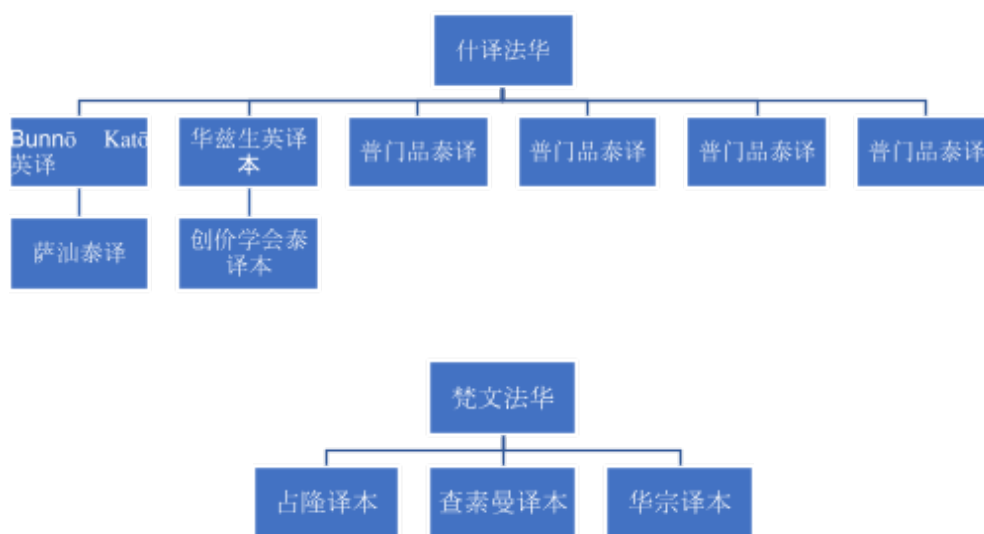 什译法华
Bunnō Katō
英译
华兹生英译
本
普门品泰译
普门品泰译
普门品泰译
普门品泰译
萨汕泰译
创价学会泰
译本
梵文法华
占隆译本
查素曼译本
华宗译本